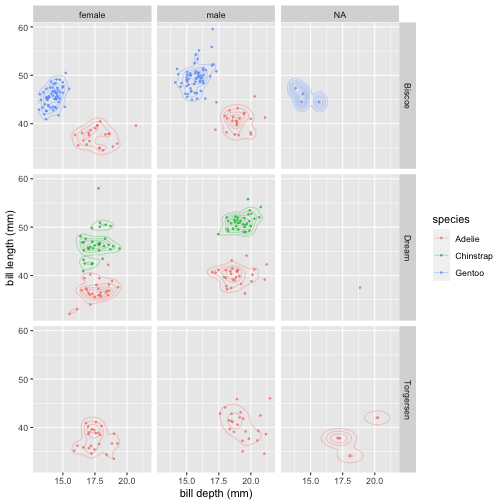 female male NA
60
50
40
Biscoe
60
50
40
Dream
60
50
40
Torgersen
bill length (mm)
15.0 17.5 20.0 15.0 17.5 20.0 15.0 17.5 20.0
bill depth (mm)
species
Adelie
Chinstrap
Gentoo